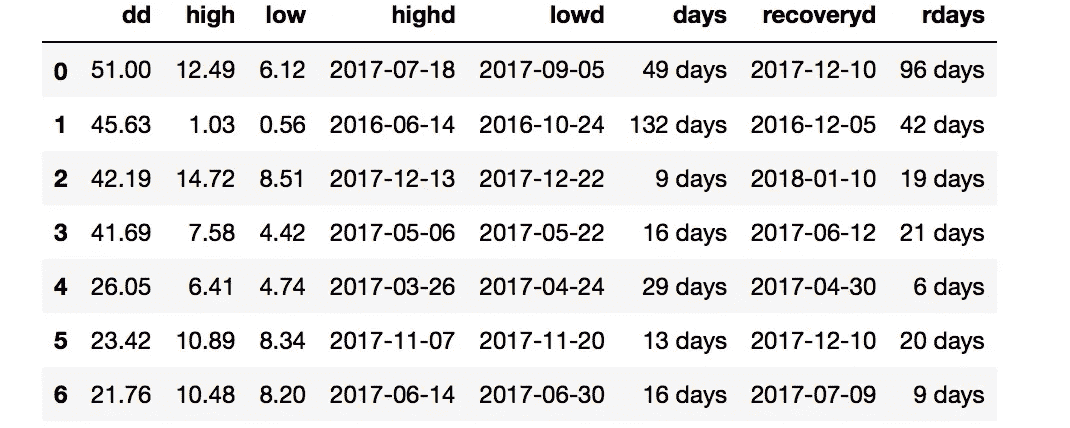 dd high low highd lowd days recoveryd rdays
0 51.00 12.49 6.12 2017-07-18 2017-09-05 49 days 2017-12-10 96 days
1 45.63 1.03 0.56 2016-06-14 2016-10-24 132 days 2016-12-05 42 days
2 42.19 14.72 8.51 2017-12-13 2017-12-22 9 days 2018-01-10 19 days
3 41.69 7.58 4.42 2017-05-06 2017-05-22 16 days 2017-06-12 21 days
4 26.05 6.41 4.74 2017-03-26 2017-04-24 29 days 2017-04-30 6 days
5 23.42 10.89 8.34 2017-11-07 2017-11-20 13 days 2017-12-10 20 days
6 21.76 10.48 8.20 2017-06-14 2017-06-30 16 days 2017-07-09 9 days